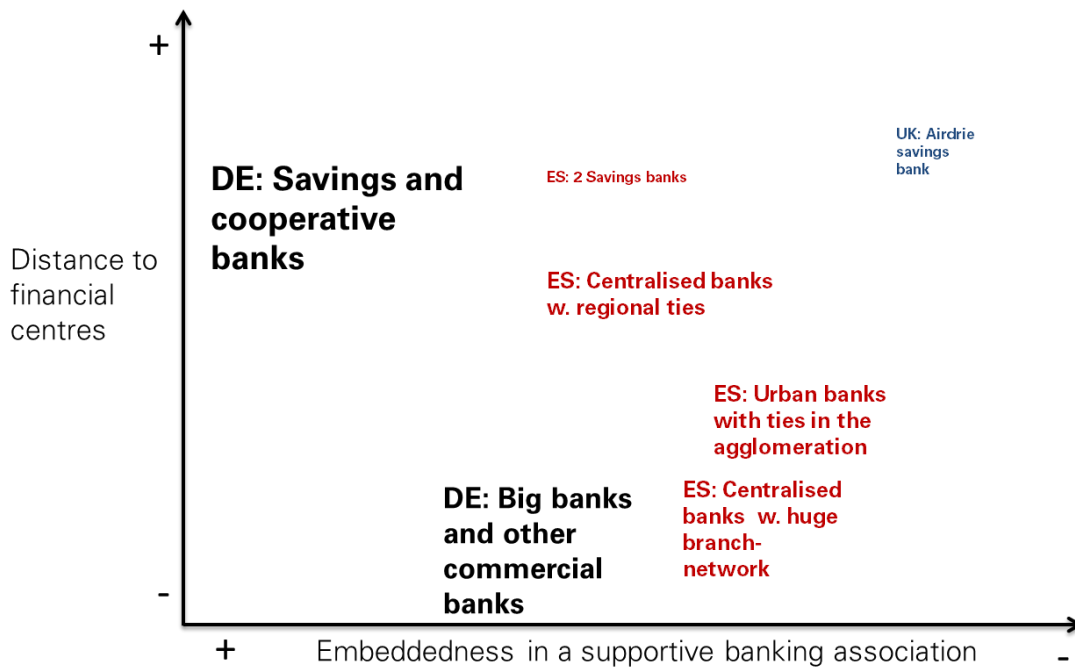 +
UK: Airdrie
savings
bank
DE: Savings and
cooperative
banks
ES: 2 Savings banks
Distance to
financial
centres
ES: Centralised banks
w. regional ties
ES: Urban banks
with ties in the
agglomeration
DE: Big banks
and other
commercial
banks
ES: Centralised
banks w. huge
branch-
network
-
+
Embeddedness in a supportive banking association
-